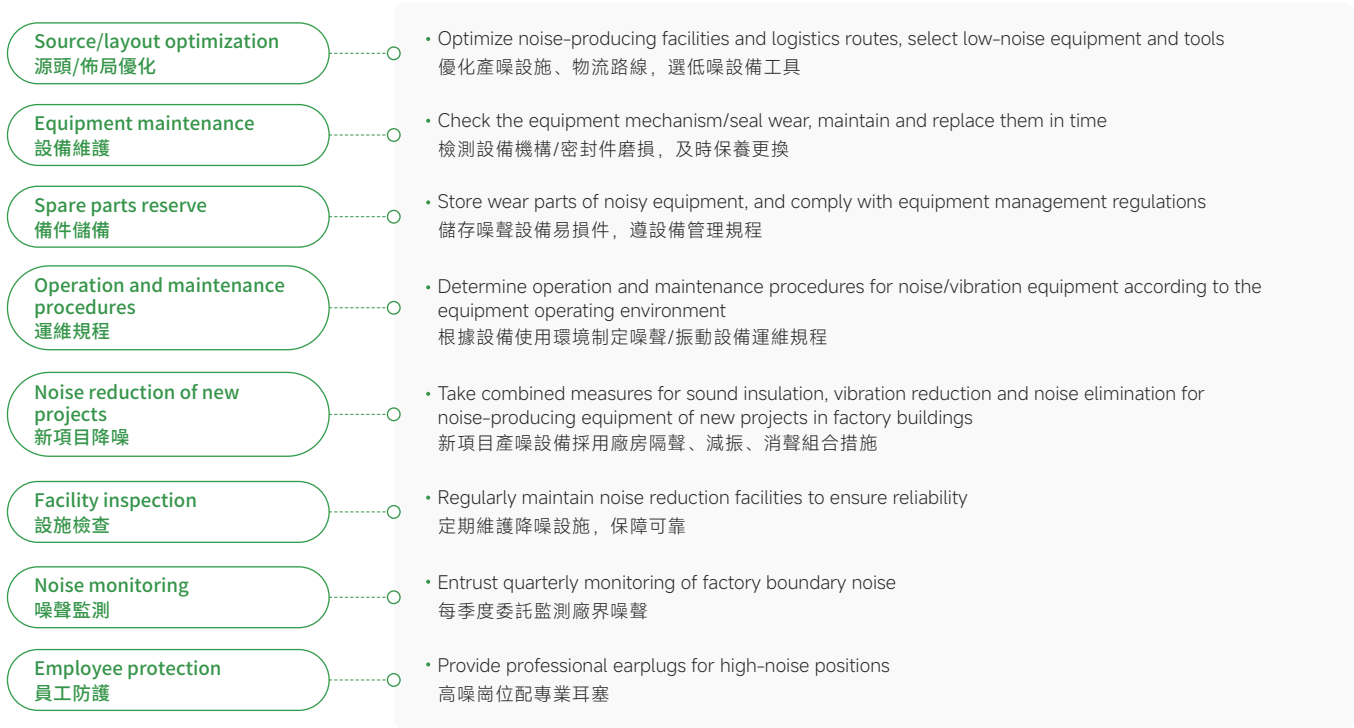 Source/layout optimization
源頭/佈局優化
• Optimize noise-producing facilities and logistics routes, select low-noise equipment and tools
優化產噪設施、物流路線，選低噪設備工具
Equipment maintenance
設備維護
• Check the equipment mechanism/seal wear, maintain and replace them in time
檢測設備機構/密封件磨損，及時保養更換
Spare parts reserve
備件儲備
• Store wear parts of noisy equipment, and comply with equipment management regulations
儲存噪聲設備易損件，遵設備管理規程
Operation and maintenance
procedures
運維規程
• Determine operation and maintenance procedures for noise/vibration equipment according to the
equipment operating environment
根據設備使用環境制定噪聲/振動設備運維規程
Noise reduction of new
projects
新項目降噪
• Take combined measures for sound insulation, vibration reduction and noise elimination for
noise-producing equipment of new projects in factory buildings
新項目產噪設備採用廠房隔聲、減振、消聲組合措施
Facility inspection
設施檢查
• Regularly maintain noise reduction facilities to ensure reliability
定期維護降噪設施，保障可靠
Noise monitoring
噪聲監測
• Entrust quarterly monitoring of factory boundary noise
每季度委託監測廠界噪聲
Employee protection
員工防護
• Provide professional earplugs for high-noise positions
高噪崗位配專業耳塞